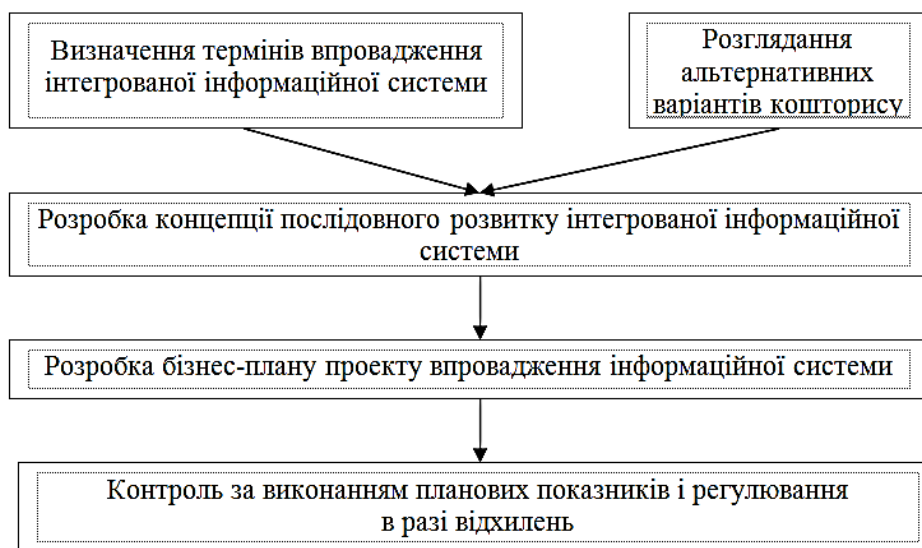 Визначення термінів впровадження
інтегрованої інформаційної системи
Розглядання
альтернативних
варіантів кошторису
Розробка концепції послідовного розвитку інтегрованої інформаційної
системи
Розробка бізнес-плану проекту впровадження інформаційної системи
Контроль за виконанням планових показників і регулювання
в разі відхилень